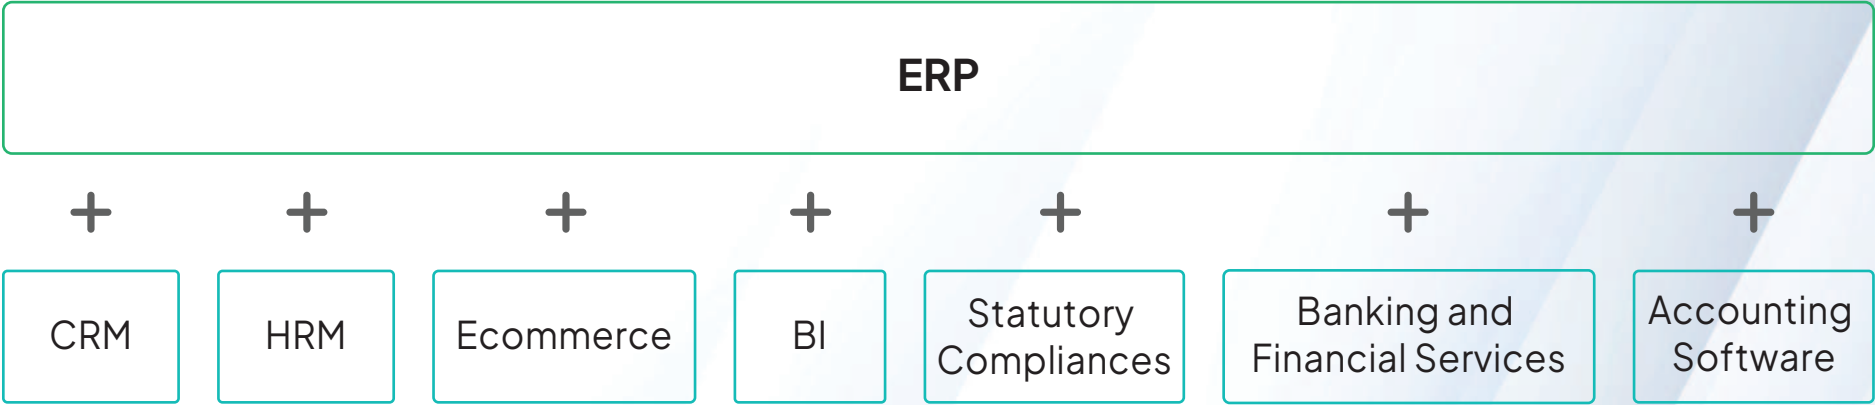 ERP
+ + + + + + +
CRM
HRM
Ecommerce
BI
Statutory
Compliances
Banking and
Financial Services
Accounting
Software